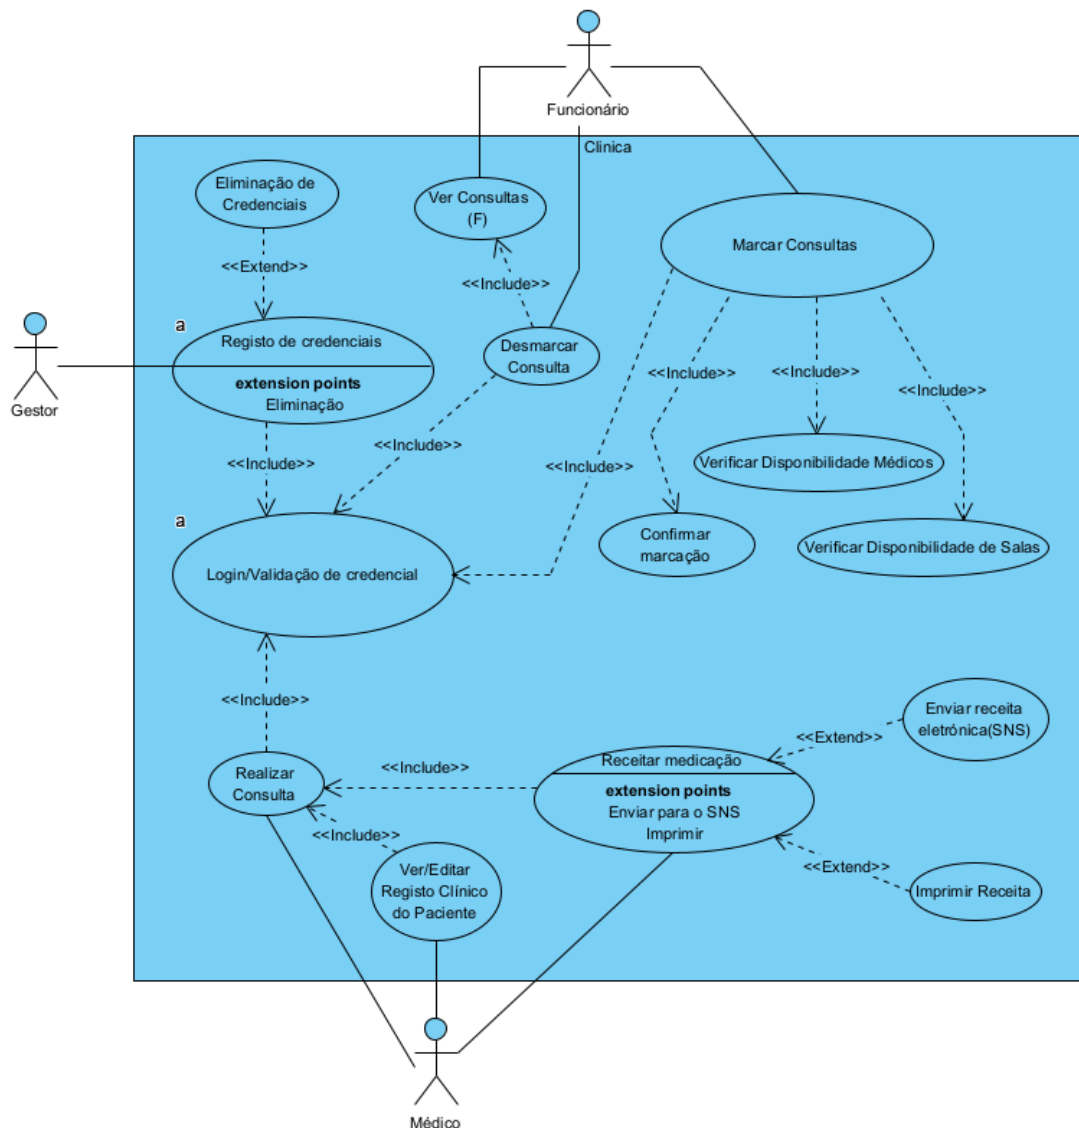 Funcionário
Clinica
Eliminação de
Credenciais
Ver Consultas
(F)
Marcar Consultas
<<Extend>>
<<Include>>
<<Include>>
a
Registo de credenciais
extension points
Eliminação
Gestor
Desmarcar
Consulta
<<Include>>
<<Include>>
<<Include>>
<<Include>>
<<Include>>
Verificar Disponibilidade Médicos
<<Include>>
a
Login/Validação de credencial
Confirmar
marcação
Verificar Disponibilidade de Salas
<<Include>>
Enviar receita
eletrónica(SNS)
<<Extend>>
Realizar
Consulta
<<Include>>
Receitar medicação
extension points
Enviar para o SNS
Imprimir
<<Include>>
Ver/Editar
Registo Clínico
do Paciente
<<Extend>>
Imprimir Receita
Médico